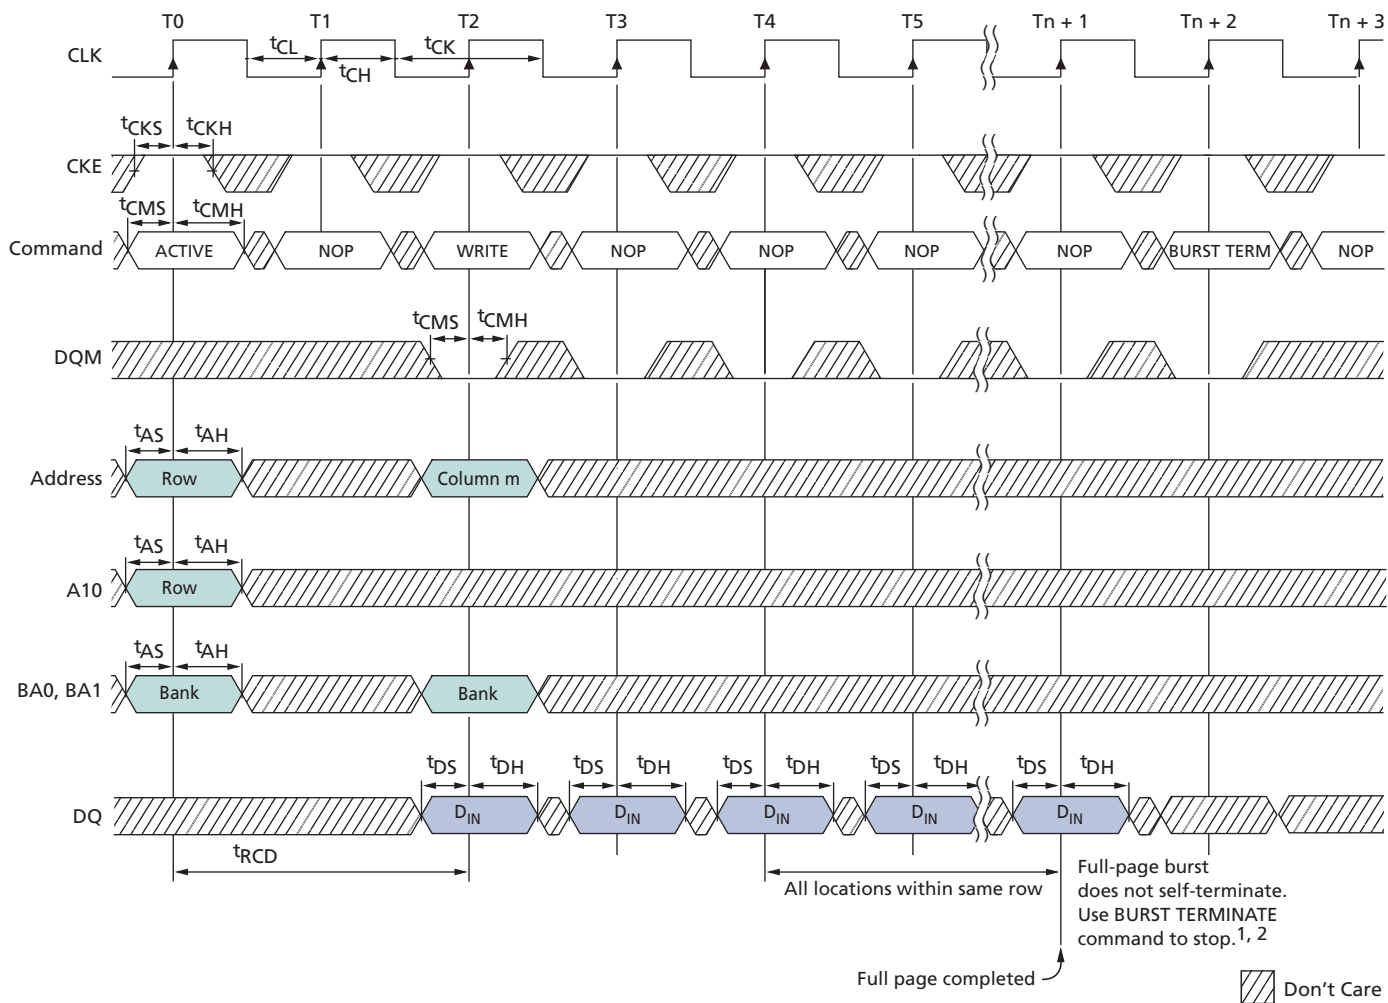 T0 T1 T2 T3 T4 T5 Tn + 1 Tn + 2 Tn + 3
CLK
tCL tCK
tCH
tCKS tCKH
CKE
tCMS tCMH
Command ACTIVE NOP WRITE NOP NOP NOP NOP BURST TERM NOP
tCMS tCMH
DQM
tAS tAH
Address Row Column m
tAS tAH
A10 Row
tAS tAH
BA0, BA1 Bank Bank
tDS tDH tDS tDH tDS tDH tDS tDH tDS tDH
DQ DIN DIN DIN DIN DIN
tRCD
All locations within same row
Full-page burst
does not self-terminate.
Use BURST TERMINATE
command to stop.1, 2
Full page completed
Don't Care